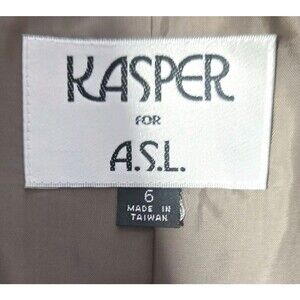 KASPER
FOR
A.S.L.
6
MADE IN
TAIWAN